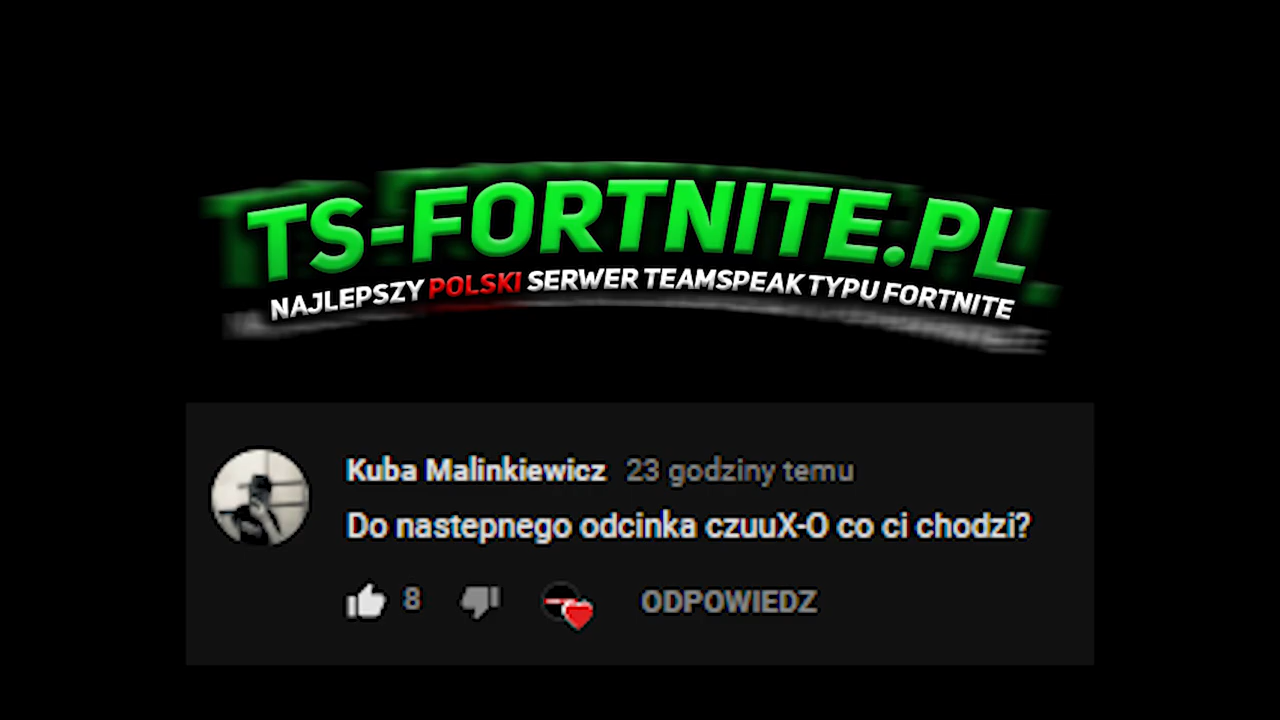 TS-FORTNITE.PL
NAJLEPSZY POLSKI SERWER TEAMSPEAK TYPU FORTNITE
Kuba Malinkiewicz 23 godziny temu
Do nastepnego odcinka czuuX-O co ci chodzi?
8 ODPOWIEDZ